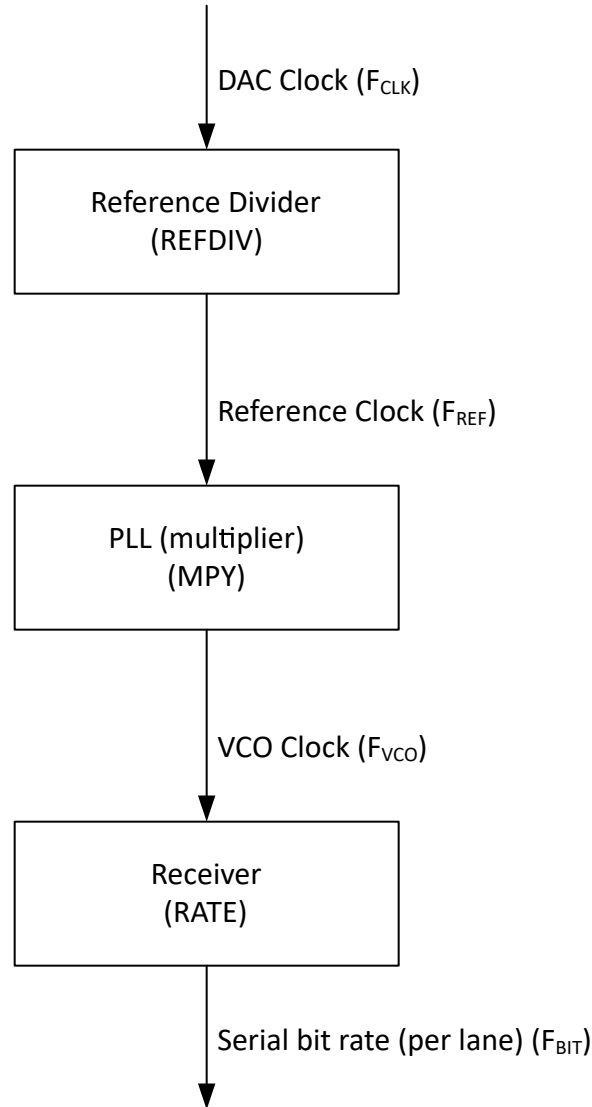 DAC Clock (FCLK)
Reference Divider
(REFDIV)
Reference Clock (FREF)
PLL (multiplier)
(MPY)
VCO Clock (FVCO)
Receiver
(RATE)
Serial bit rate (per lane) (FBIT)